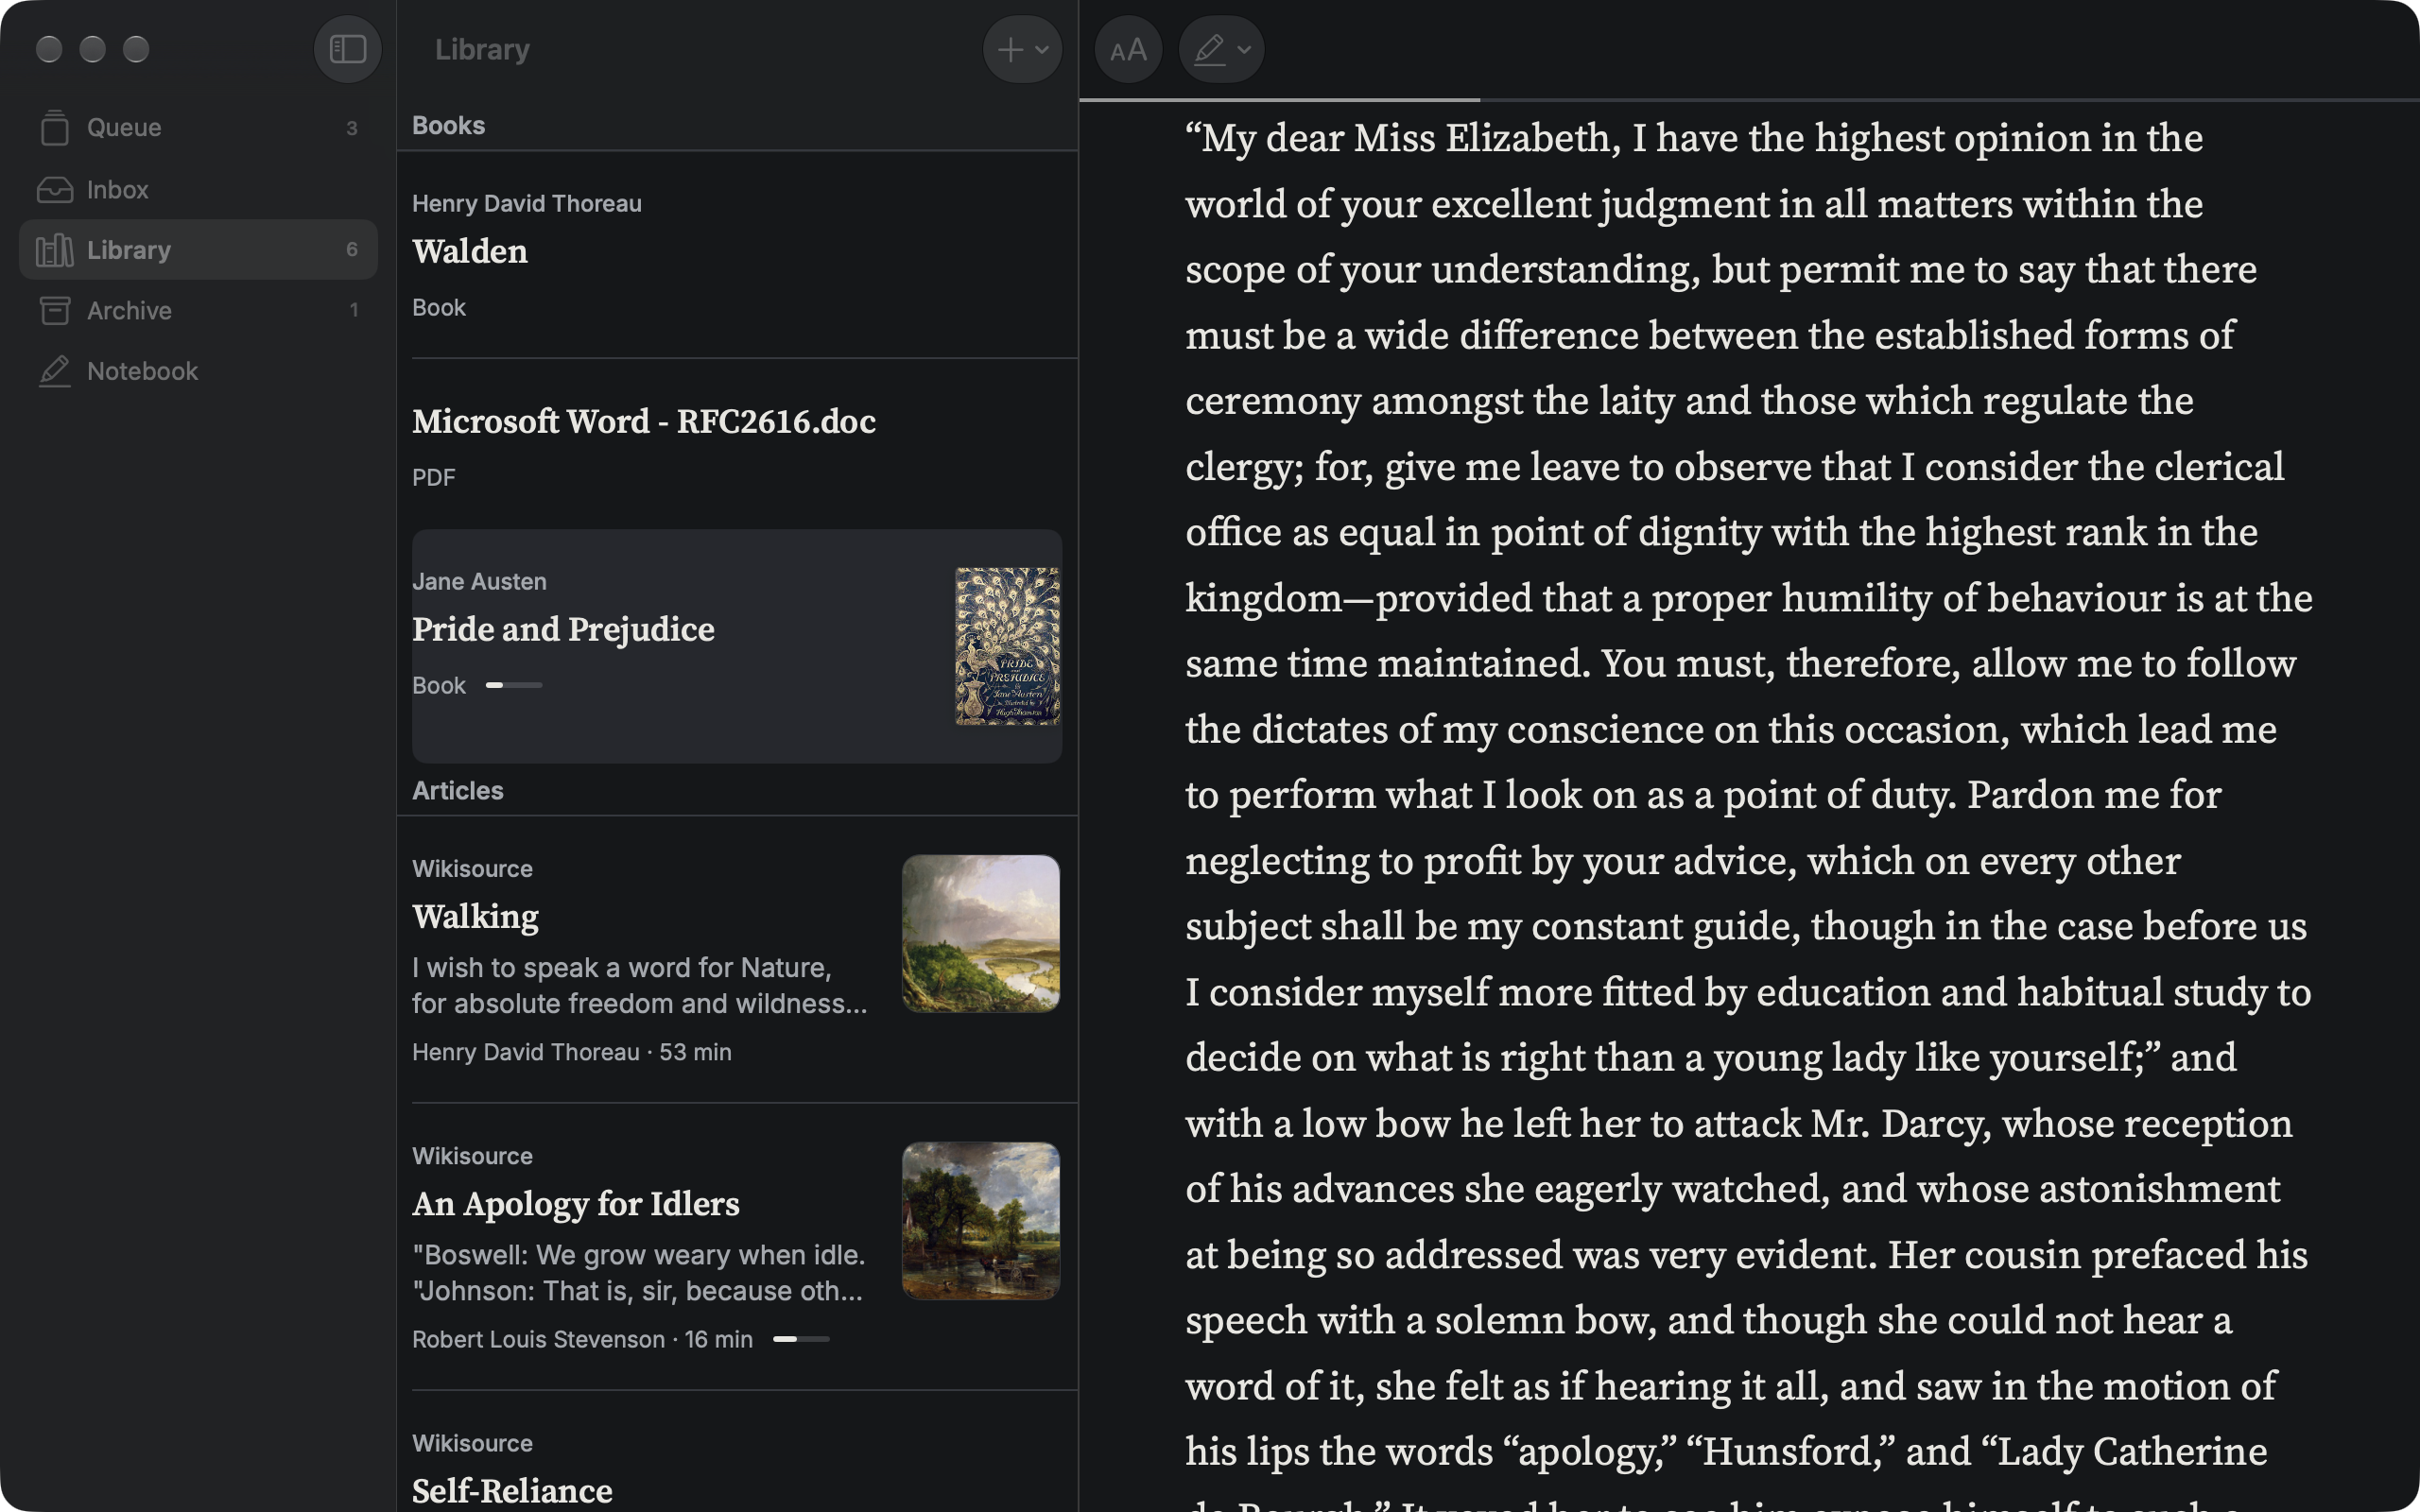 Library
Queue 3
Inbox
Library 6
Archive 1
Notebook
Books
Henry David Thoreau
Walden
Book
Microsoft Word - RFC2616.doc
PDF
Jane Austen
Pride and Prejudice
Book
PRIDE
PREJUDICE
Jane Austen
Articles
Wikisource
Walking
I wish to speak a word for Nature,
for absolute freedom and wildness...
Henry David Thoreau · 53 min
Wikisource
An Apology for Idlers
"Boswell: We grow weary when idle.
"Johnson: That is, sir, because oth...
Robert Louis Stevenson · 16 min
Wikisource
Self-Reliance
AA
“My dear Miss Elizabeth, I have the highest opinion in the
world of your excellent judgment in all matters within the
scope of your understanding, but permit me to say that there
must be a wide difference between the established forms of
ceremony amongst the laity and those which regulate the
clergy; for, give me leave to observe that I consider the clerical
office as equal in point of dignity with the highest rank in the
kingdom—provided that a proper humility of behaviour is at the
same time maintained. You must, therefore, allow me to follow
the dictates of my conscience on this occasion, which lead me
to perform what I look on as a point of duty. Pardon me for
neglecting to profit by your advice, which on every other
subject shall be my constant guide, though in the case before us
I consider myself more fitted by education and habitual study to
decide on what is right than a young lady like yourself;” and
with a low bow he left her to attack Mr. Darcy, whose reception
of his advances she eagerly watched, and whose astonishment
at being so addressed was very evident. Her cousin prefaced his
speech with a solemn bow, and though she could not hear a
word of it, she felt as if hearing it all, and saw in the motion of
his lips the words “apology,” “Hunsford,” and “Lady Catherine